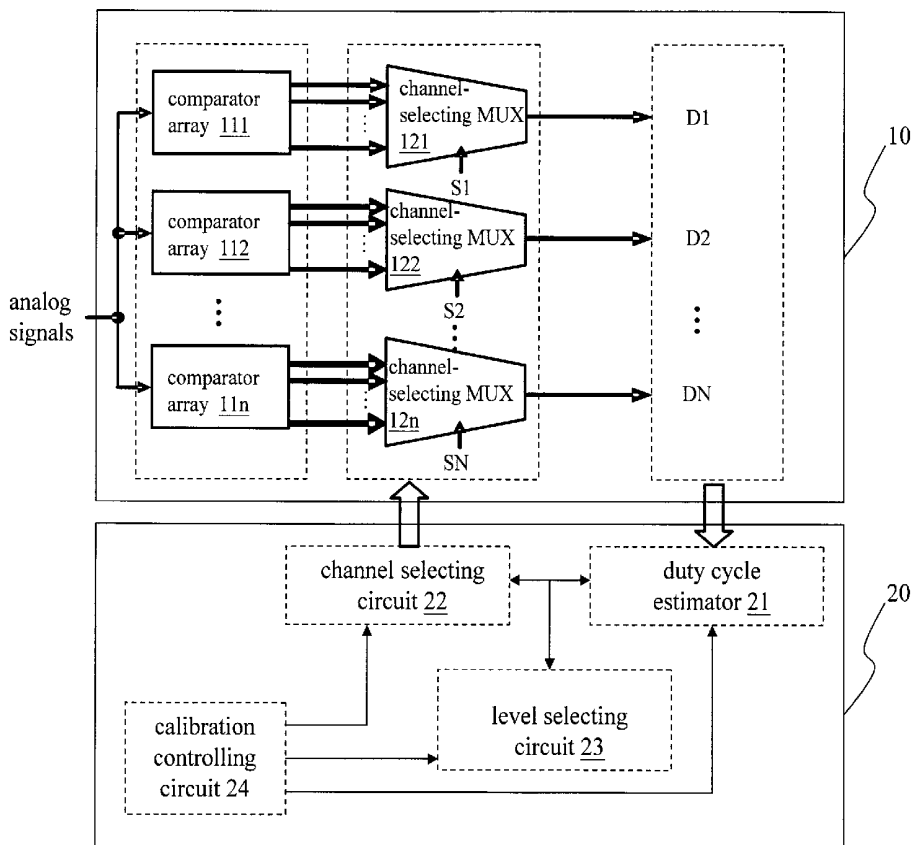 comparator
array 111
channel-
selecting MUX
121
S1
D1
10
comparator
array 112
channel-
selecting MUX
122
S2
D2
analog
signals
comparator
array 11n
channel-
selecting MUX
12n
SN
DN
channel selecting
circuit 22
duty cycle
estimator 21
20
calibration
controlling
circuit 24
level selecting
circuit 23